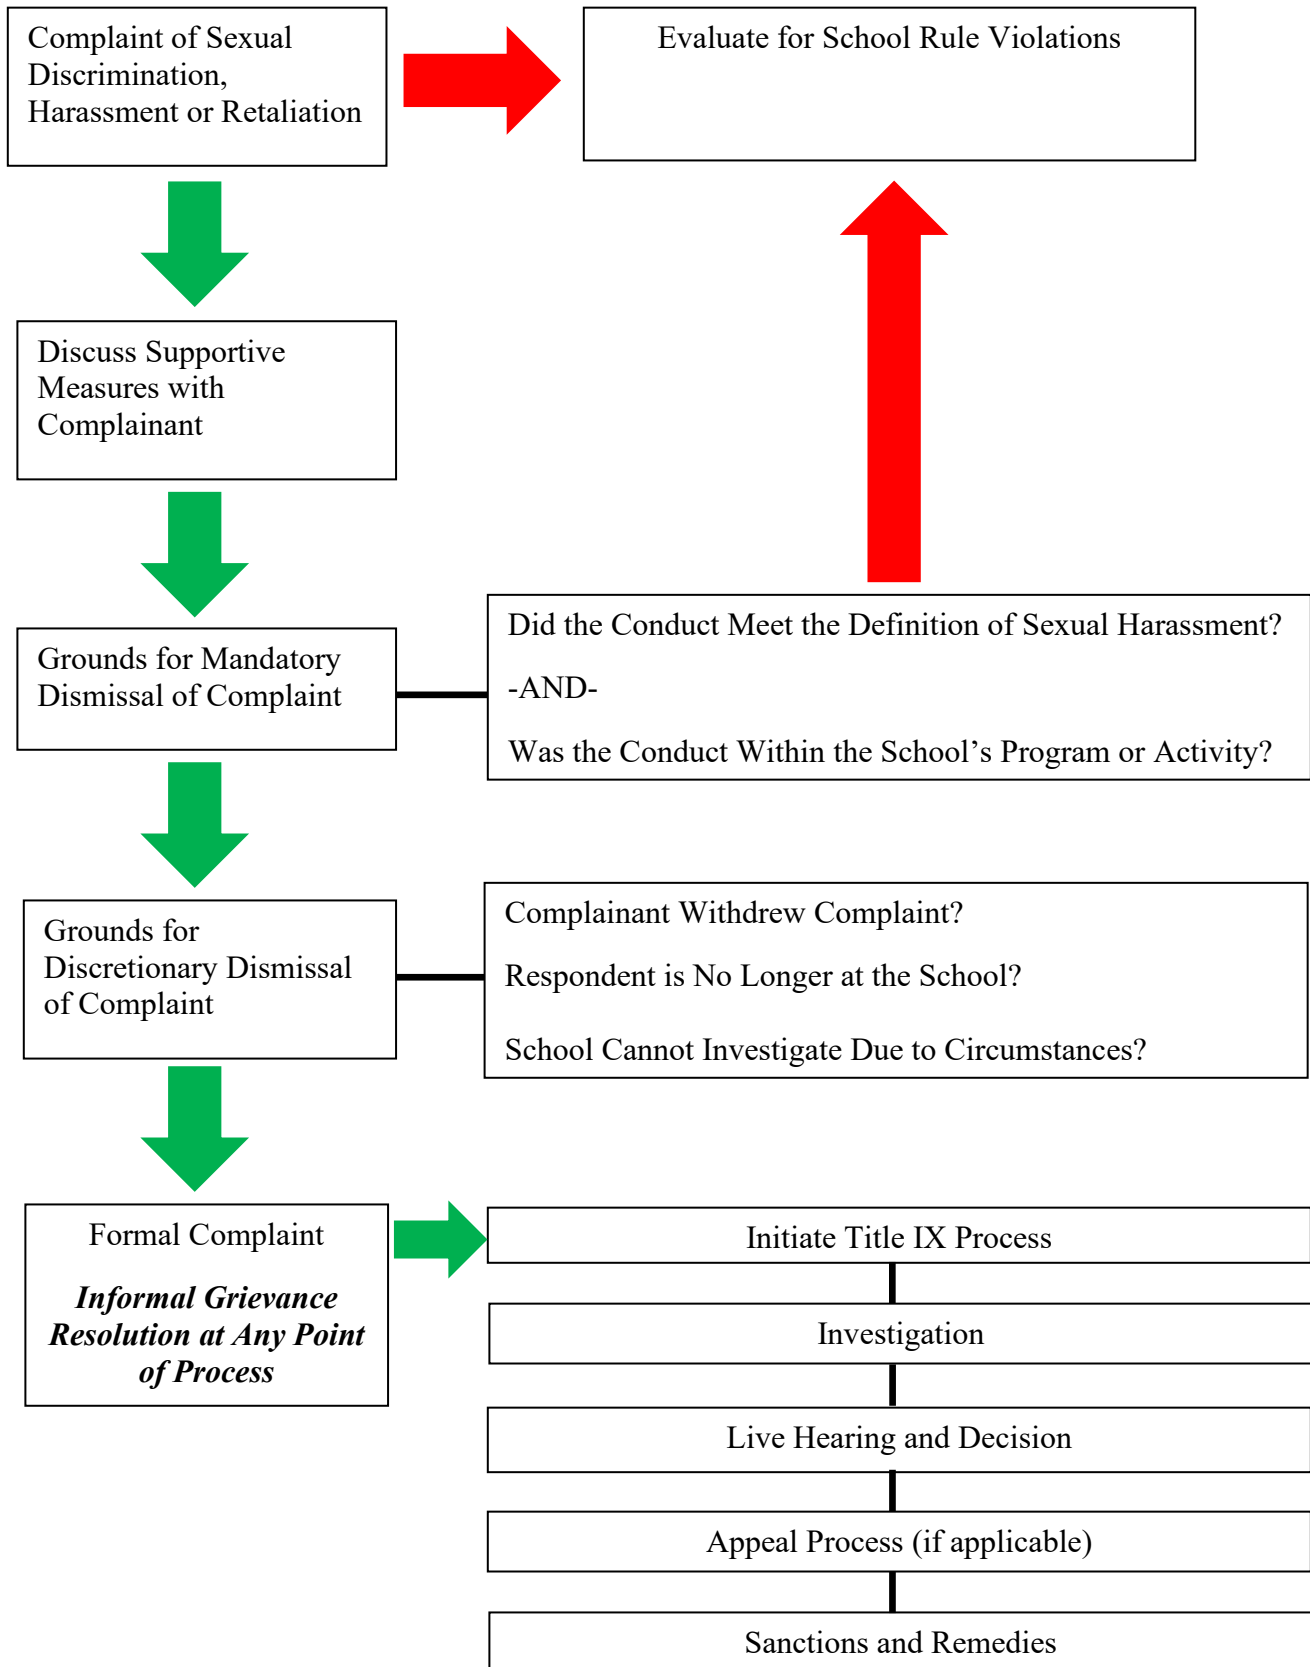 Complaint of Sexual
Discrimination,
Harassment or Retaliation
Evaluate for School Rule Violations
Discuss Supportive
Measures with
Complainant
Grounds for Mandatory
Dismissal of Complaint
Did the Conduct Meet the Definition of Sexual Harassment?
-AND-
Was the Conduct Within the School’s Program or Activity?
Grounds for
Discretionary Dismissal
of Complaint
Complainant Withdrew Complaint?
Respondent is No Longer at the School?
School Cannot Investigate Due to Circumstances?
Formal Complaint
Informal Grievance
Resolution at Any Point
of Process
Initiate Title IX Process
Investigation
Live Hearing and Decision
Appeal Process (if applicable)
Sanctions and Remedies